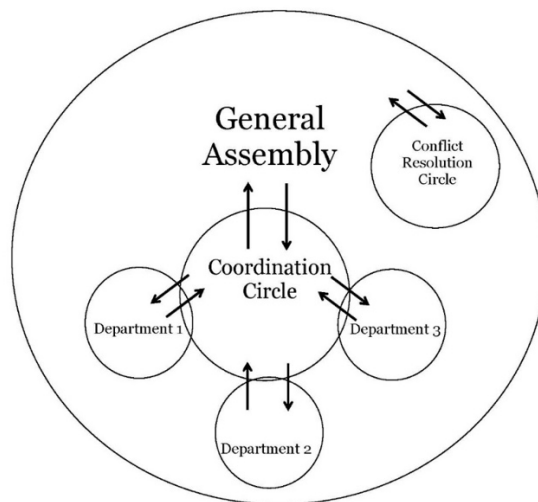 General
Assembly
Conflict
Resolution
Circle
Coordination
Circle
Department 1
Department 3
Department 2